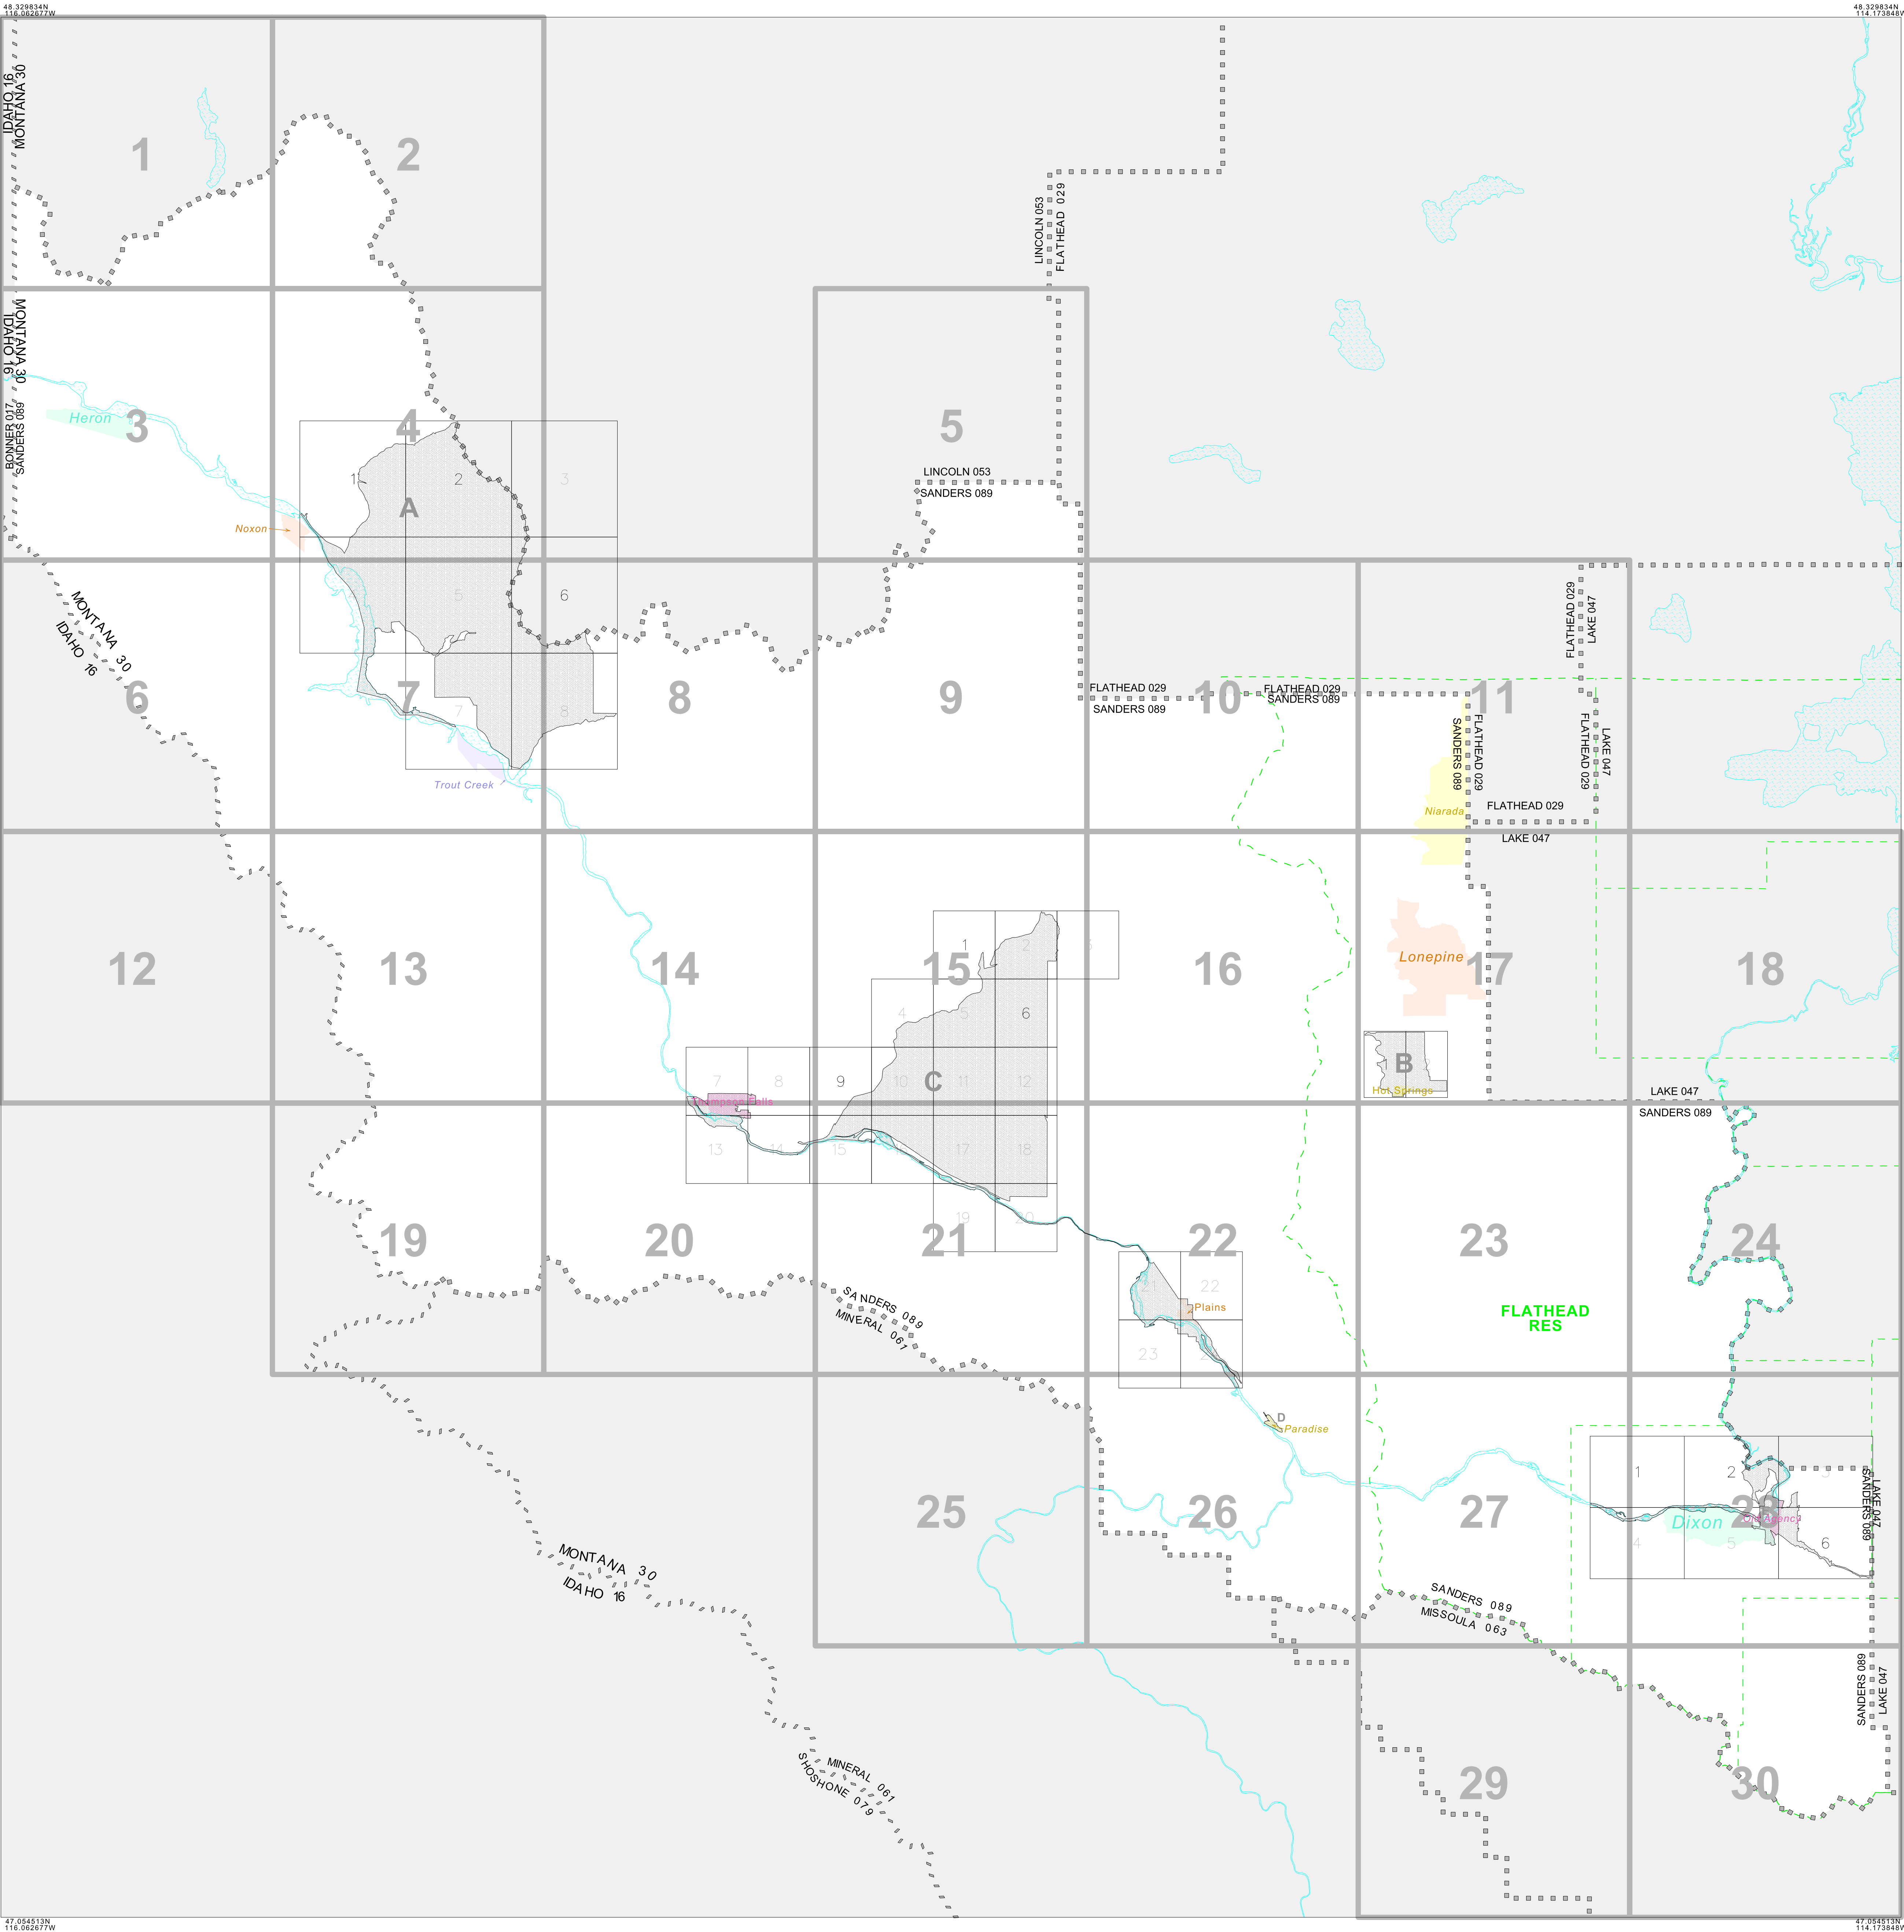 48.329834N
116.062677W
48.329834N
114.173848W
IDAHO 16
MONTANA 30
1
2
LINCOLN 053
FLATHEAD 029
MONTANA 30
IDAHO 16
BONNER 017
SANDERS 089
Heron
3
4
5
LINCOLN 053
SANDERS 089
1
2
3
A
Noxon
5
6
MONTANA 30
IDAHO 16
FLATHEAD 029
LAKE 047
6
7
8
9
10
11
FLATHEAD 029
SANDERS 089
FLATHEAD 029
SANDERS 089
7
8
SANDERS 089
FLATHEAD 029
FLATHEAD 029
LAKE 047
Trout Creek
Niarada
FLATHEAD 029
LAKE 047
12
13
14
15
16
17
18
1
2
3
Lonepine
4
5
6
7
8
9
10
11
12
C
B
2
Hot Springs
Thompson Falls
LAKE 047
SANDERS 089
13
14
15
16
17
18
19
20
19
20
21
22
23
24
21
22
Plains
SANDERS 089
MINERAL 061
FLATHEAD
RES
23
24
D
Paradise
25
26
27
28
1
2
3
SANDERS 089
LAKE 047
Dixon
Old Agency
4
5
6
MONTANA 30
IDAHO 16
SANDERS 089
MISSOULA 063
SANDERS 089
LAKE 047
MINERAL 061
SHOSHONE 079
29
30
47.054513N
116.062677W
47.054513N
114.173848W